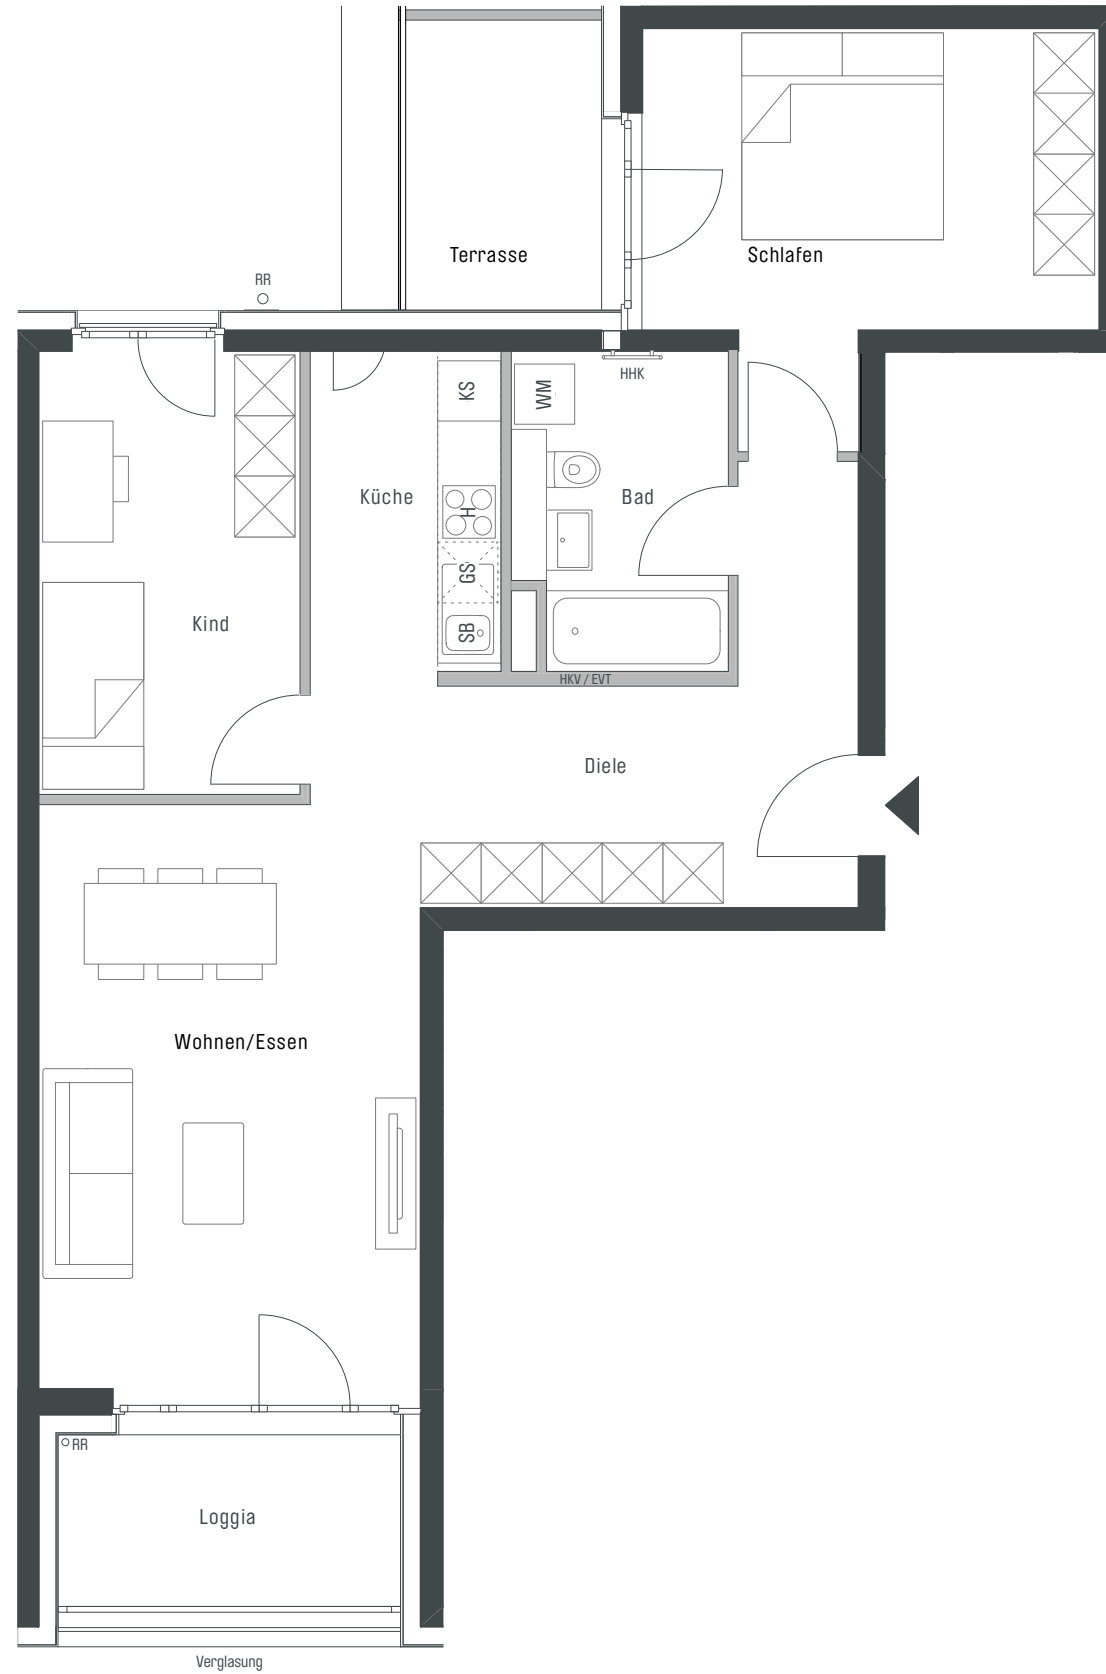 Terrasse
Schlafen
RR
HHK
KS
WM
Küche
Bad
H
GS
SB
Kind
HKV / EVT
Diele
Wohnen/Essen
RR
Loggia
Verglasung